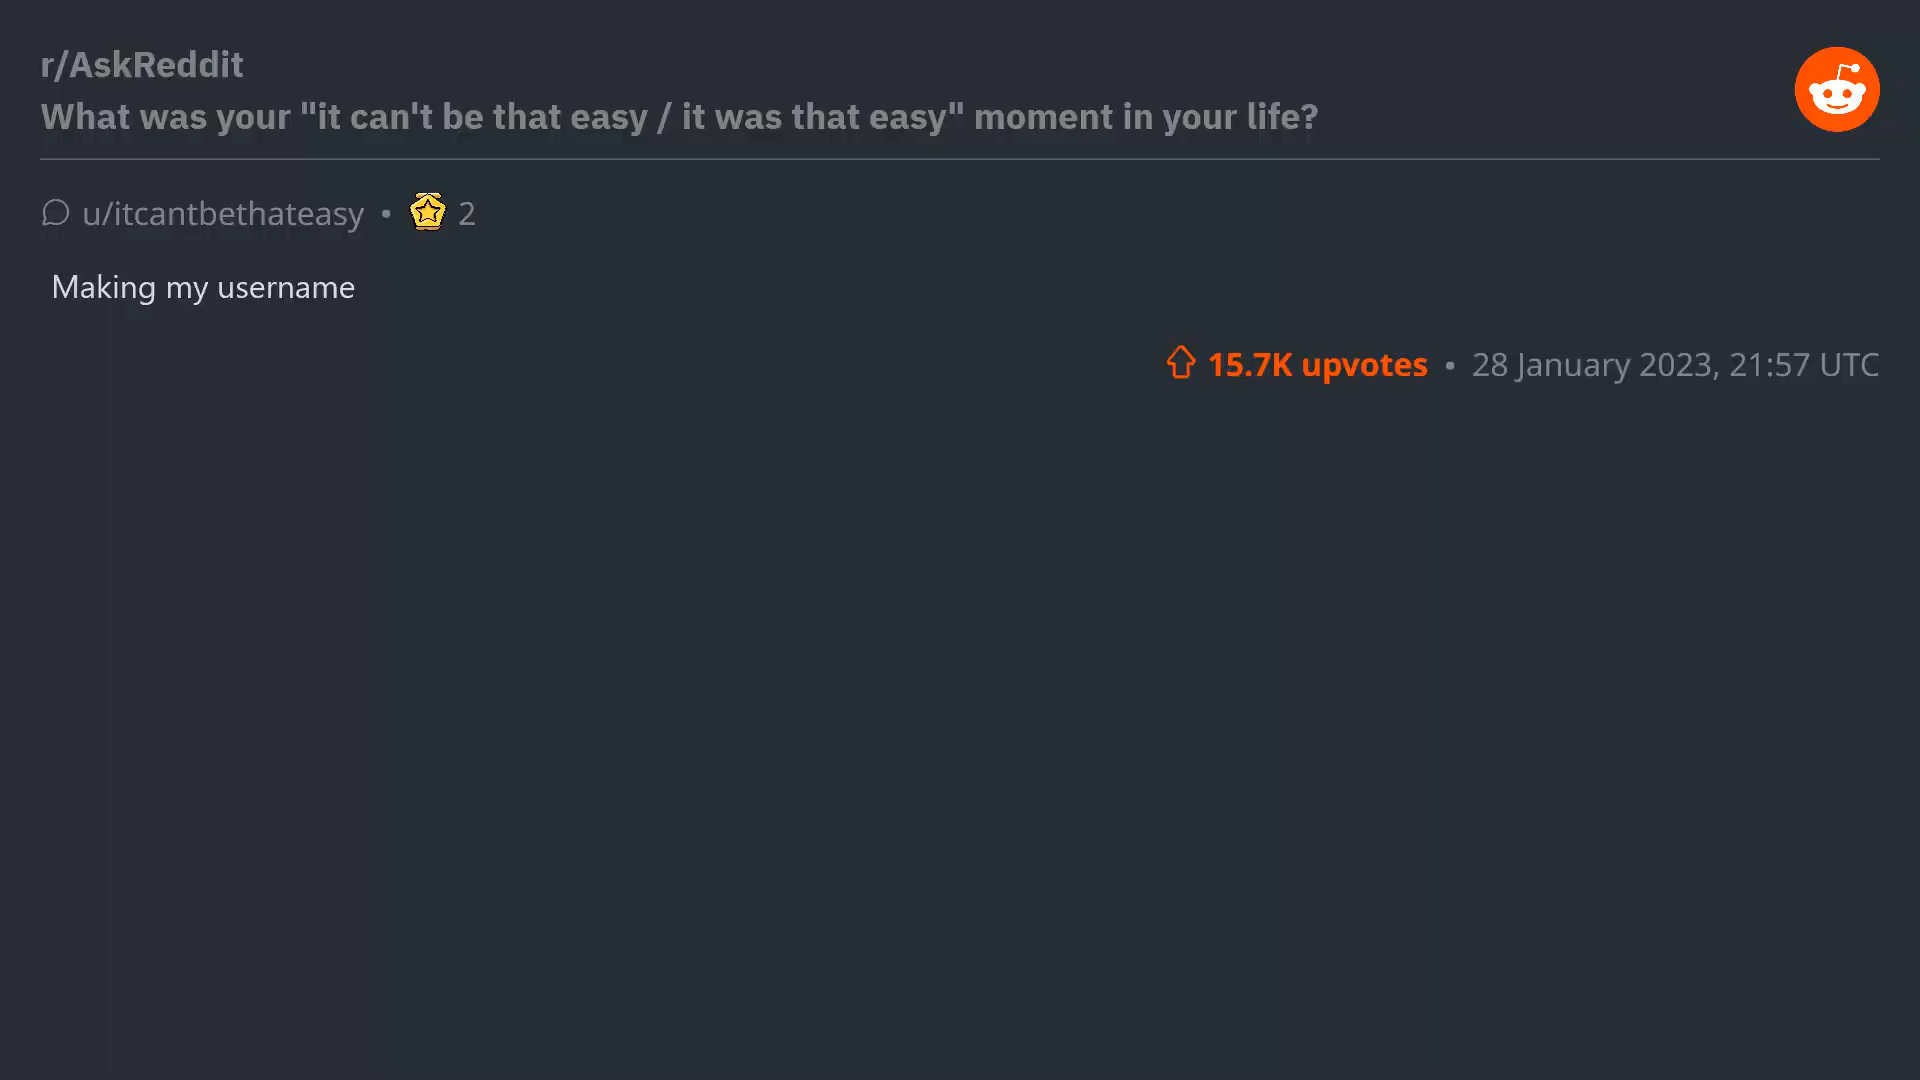 r/AskReddit
What was your "it can't be that easy / it was that easy" moment in your life?
u/itcantbethateasy • 2
Making my username
15.7K upvotes • 28 January 2023, 21:57 UTC